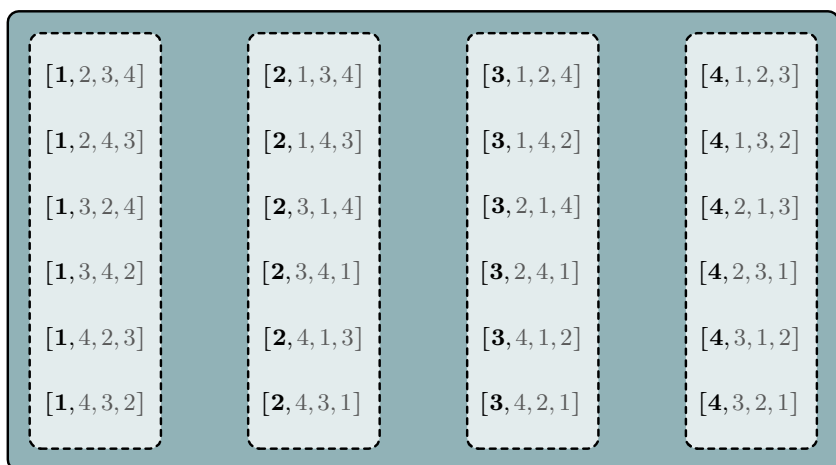 [1, 2, 3, 4]
[1, 2, 4, 3]
[1, 3, 2, 4]
[1, 3, 4, 2]
[1, 4, 2, 3]
[1, 4, 3, 2]
[2, 1, 3, 4]
[2, 1, 4, 3]
[2, 3, 1, 4]
[2, 3, 4, 1]
[2, 4, 1, 3]
[2, 4, 3, 1]
[3, 1, 2, 4]
[3, 1, 4, 2]
[3, 2, 1, 4]
[3, 2, 4, 1]
[3, 4, 1, 2]
[3, 4, 2, 1]
[4, 1, 2, 3]
[4, 1, 3, 2]
[4, 2, 1, 3]
[4, 2, 3, 1]
[4, 3, 1, 2]
[4, 3, 2, 1]